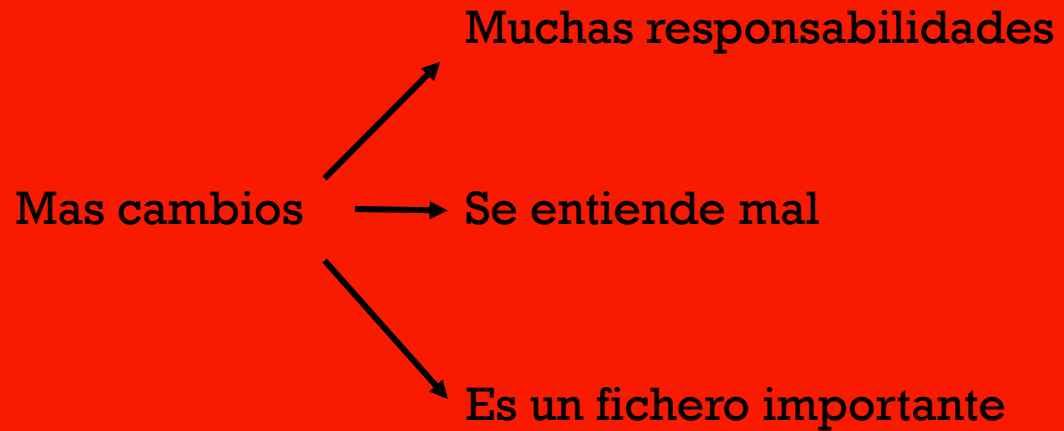 Muchas responsabilidades
Mas cambios
Se entiende mal
Es un fichero importante